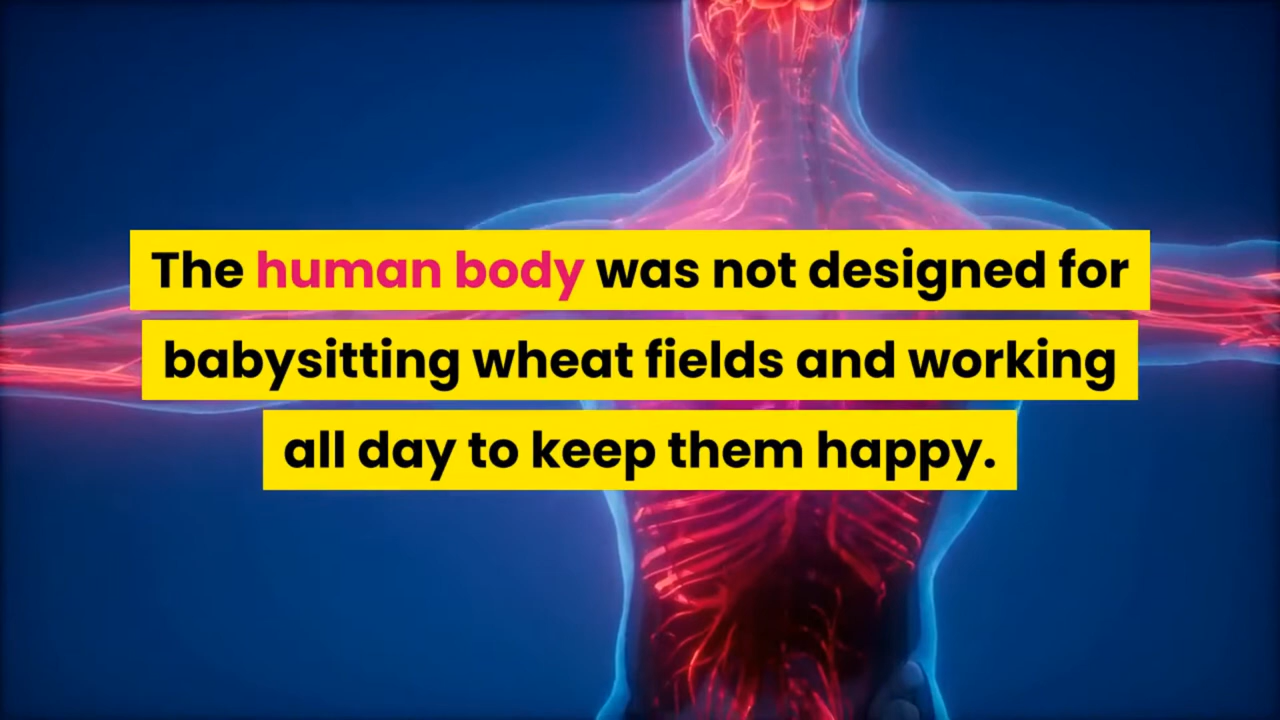 The human body was not designed for
babysitting wheat fields and working
all day to keep them happy.